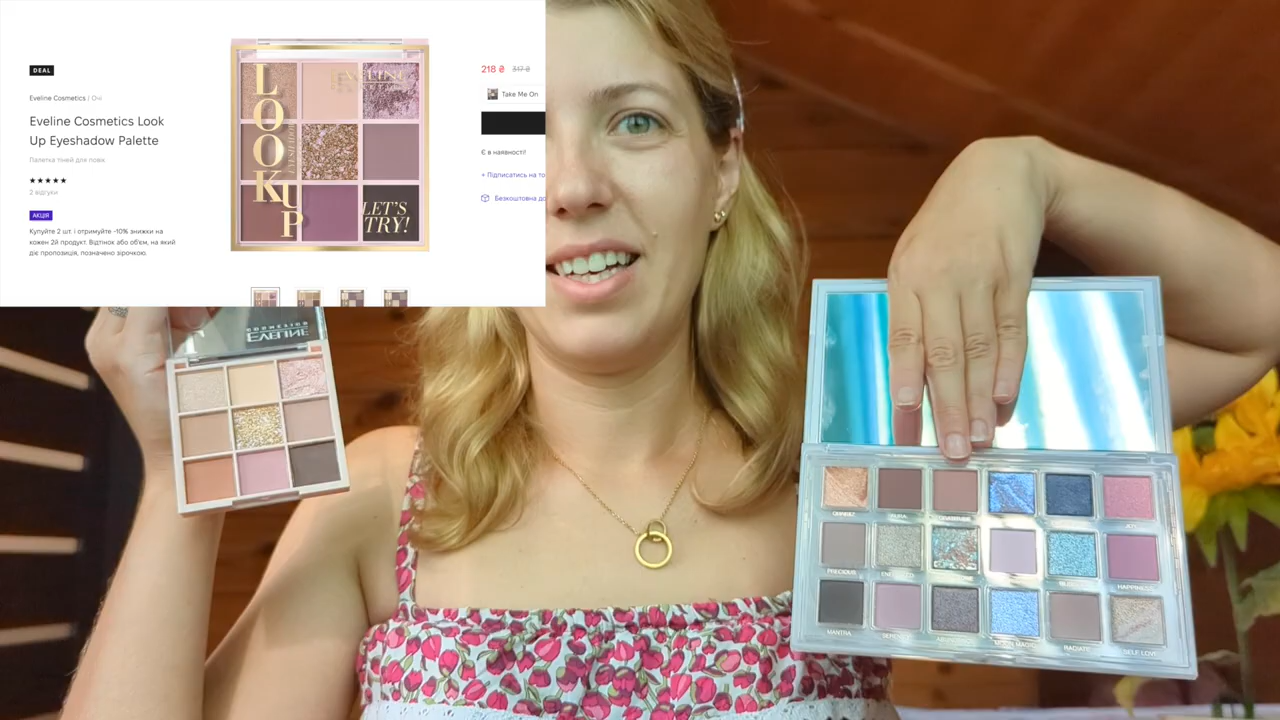 DEAL
Eveline Cosmetics / Очі
Eveline Cosmetics Look
Up Eyeshadow Palette
Палетка тіней для повік
2 відгуки
АКЦІЯ
Купуйте 2 шт. і отримуйте -10% знижки на
кожен 2й продукт. Відтінок або об'єм, на який
діє пропозиція, позначено зірочкою.
LOOK
UP
EVELINE
LET'S
TRY!
218 ₴ 317 ₴
Take Me On
Є в наявності!
+ Підписатись на то
Безкоштовна до
EVELINE
COSMETICS
JOY
PRECIOUS
HAPPINESS
MANTRA
RADIATE
SELF LOVE